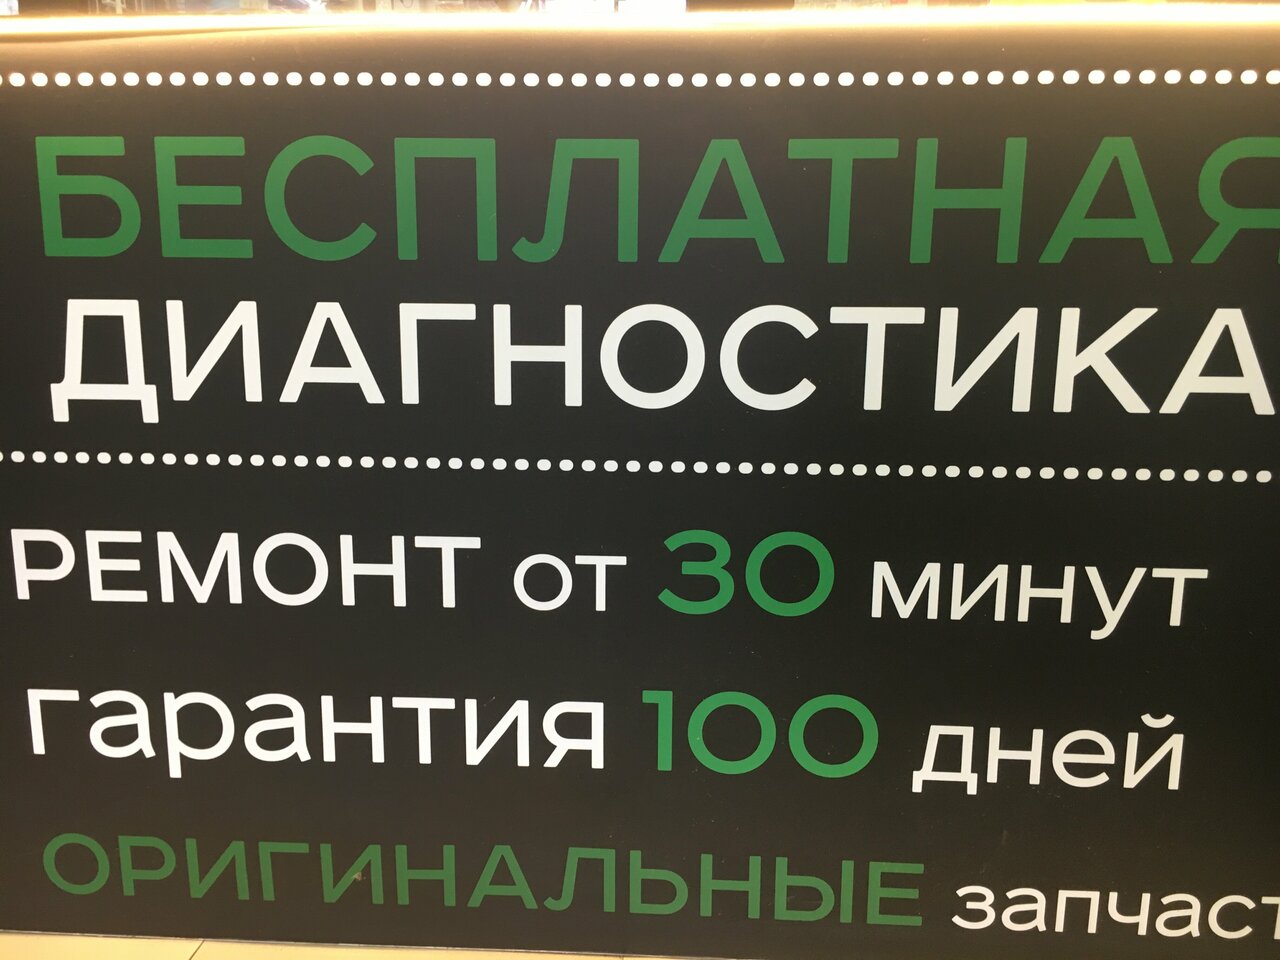 БЕСПЛАТНАЯ
ДИАГНОСТИКА
РЕМОНТ от 30 минут
гарантия 100 дней
ОРИГИНАЛЬНЫЕ запчаст